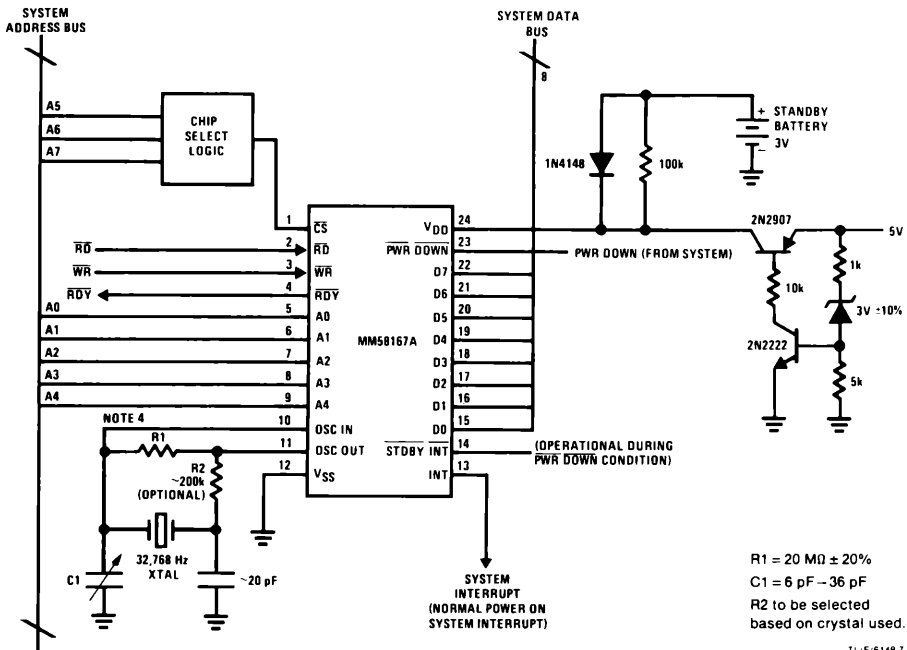 SYSTEM
ADDRESS BUS
SYSTEM DATA
BUS
8
A5
A6
A7
CHIP
SELECT
LOGIC
1N4148
100k
+
STANDBY
BATTERY
3V
-
1
2
3
4
5
6
7
8
9
10
11
12
CS
RD
WR
RDY
A0
A1
A2
A3
A4
OSC IN
OSC OUT
VSS
RD
WR
RDY
A0
A1
A2
A3
A4
MM58167A
VDD
PWR DOWN
D7
D6
D5
D4
D3
D2
D1
D0
STDBY INT
INT
24
23
22
21
20
19
18
17
16
15
14
13
PWR DOWN (FROM SYSTEM)
2N2907
5V
1k
10k
3V ±10%
2N2222
5k
NOTE 4
R1
R2
~200k
(OPTIONAL)
32,768 Hz
XTAL
C1
~20 pF
(OPERATIONAL DURING
PWR DOWN CONDITION)
SYSTEM
INTERRUPT
(NORMAL POWER ON
SYSTEM INTERRUPT)
R1 = 20 MΩ ± 20%
C1 = 6 pF – 36 pF
R2 to be selected
based on crystal used.